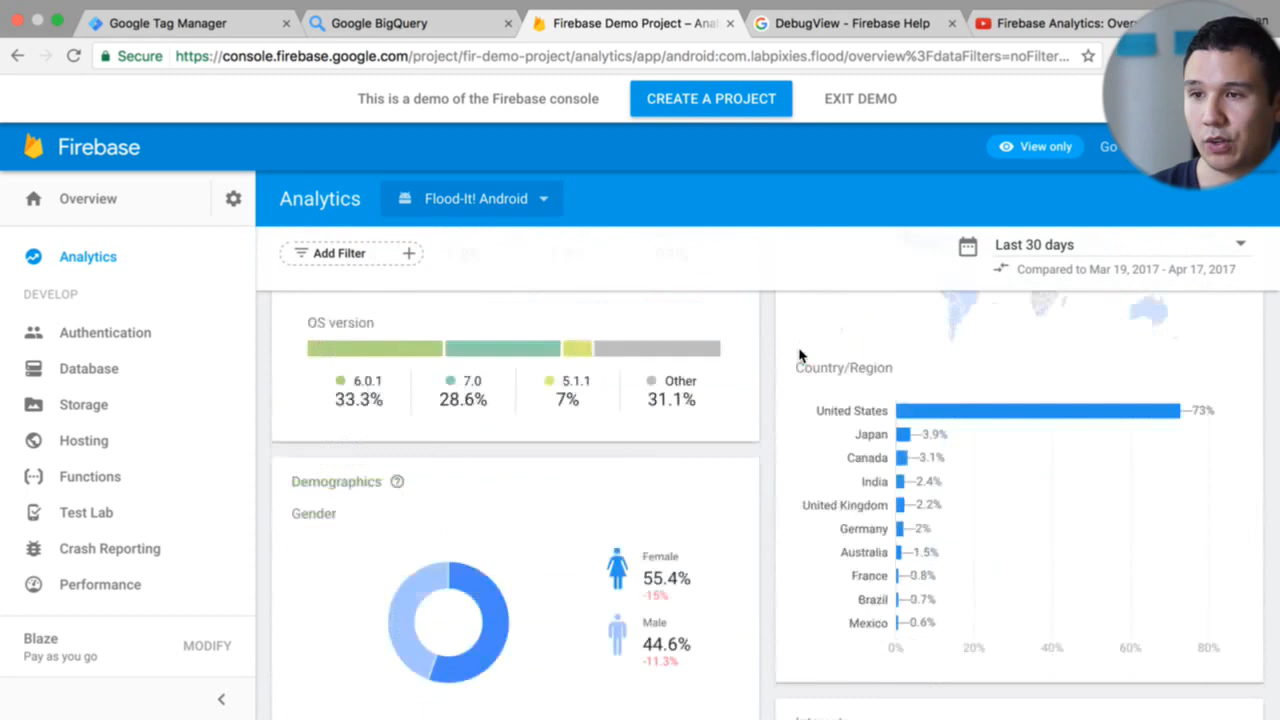 Google Tag Manager
Google BigQuery
Firebase Demo Project – Ana
DebugView - Firebase Help
Firebase Analytics: Over
an
Secure
https://console.firebase.google.com/project/fir-demo-project/analytics/app/android:com.labpixies.flood/overview%3FdataFilters=noFilter...
This is a demo of the Firebase console
CREATE A PROJECT
EXIT DEMO
Firebase
View only
Go
Overview
Analytics
Flood-It! Android
Add Filter
Last 30 days
Compared to Mar 19, 2017 - Apr 17, 2017
Analytics
DEVELOP
Authentication
Database
Storage
Hosting
Functions
Test Lab
Crash Reporting
Performance
Blaze
Pay as you go
MODIFY
OS version
6.0.1
7.0
5.1.1
Other
33.3%
28.6%
7%
31.1%
Demographics
Gender
Female
55.4%
-15%
Male
44.6%
-11.3%
Country/Region
United States 73%
Japan 3.9%
Canada 3.1%
India 2.4%
United Kingdom 2.2%
Germany 2%
Australia 1.5%
France 0.8%
Brazil 0.7%
Mexico 0.6%
0% 20% 40% 60% 80%